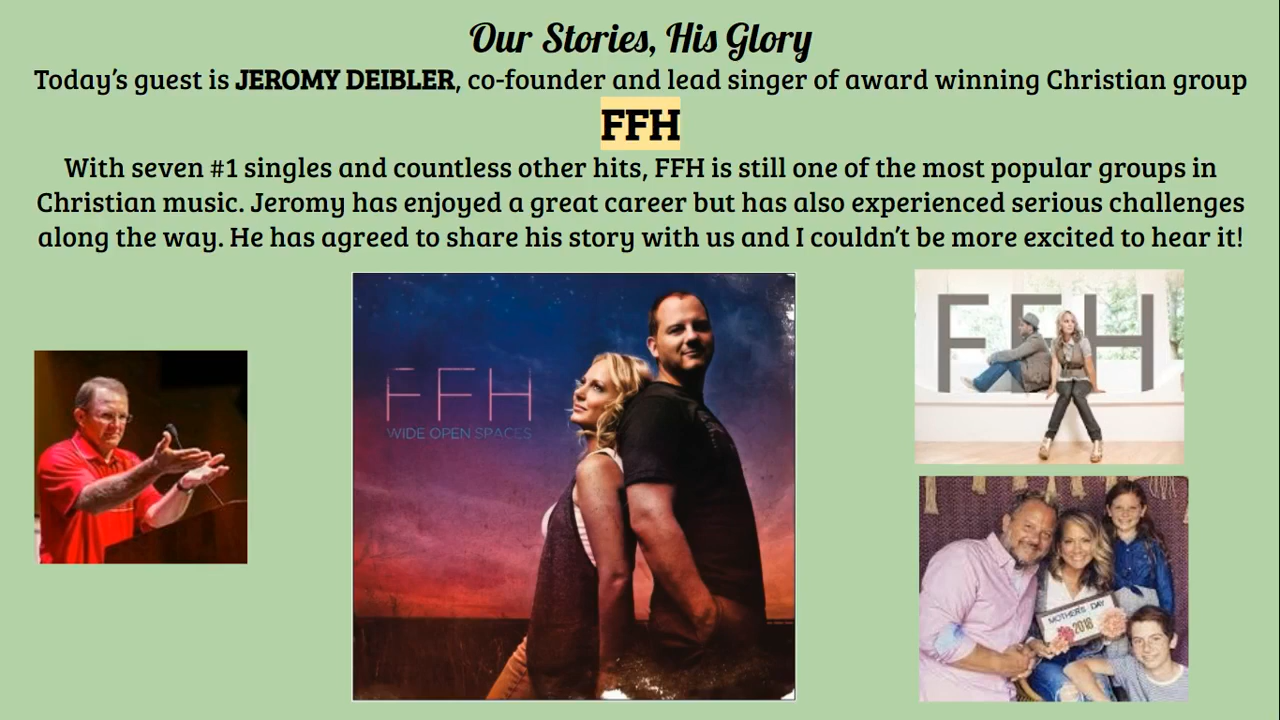 Our Stories, His Glory
Today's guest is JEROMY DEIBLER, co-founder and lead singer of award winning Christian group
FFH
With seven #1 singles and countless other hits, FFH is still one of the most popular groups in
Christian music. Jeromy has enjoyed a great career but has also experienced serious challenges
along the way. He has agreed to share his story with us and I couldn't be more excited to hear it!
FFH
WIDE OPEN SPACES
FFH
MOTHER'S DAY
2018